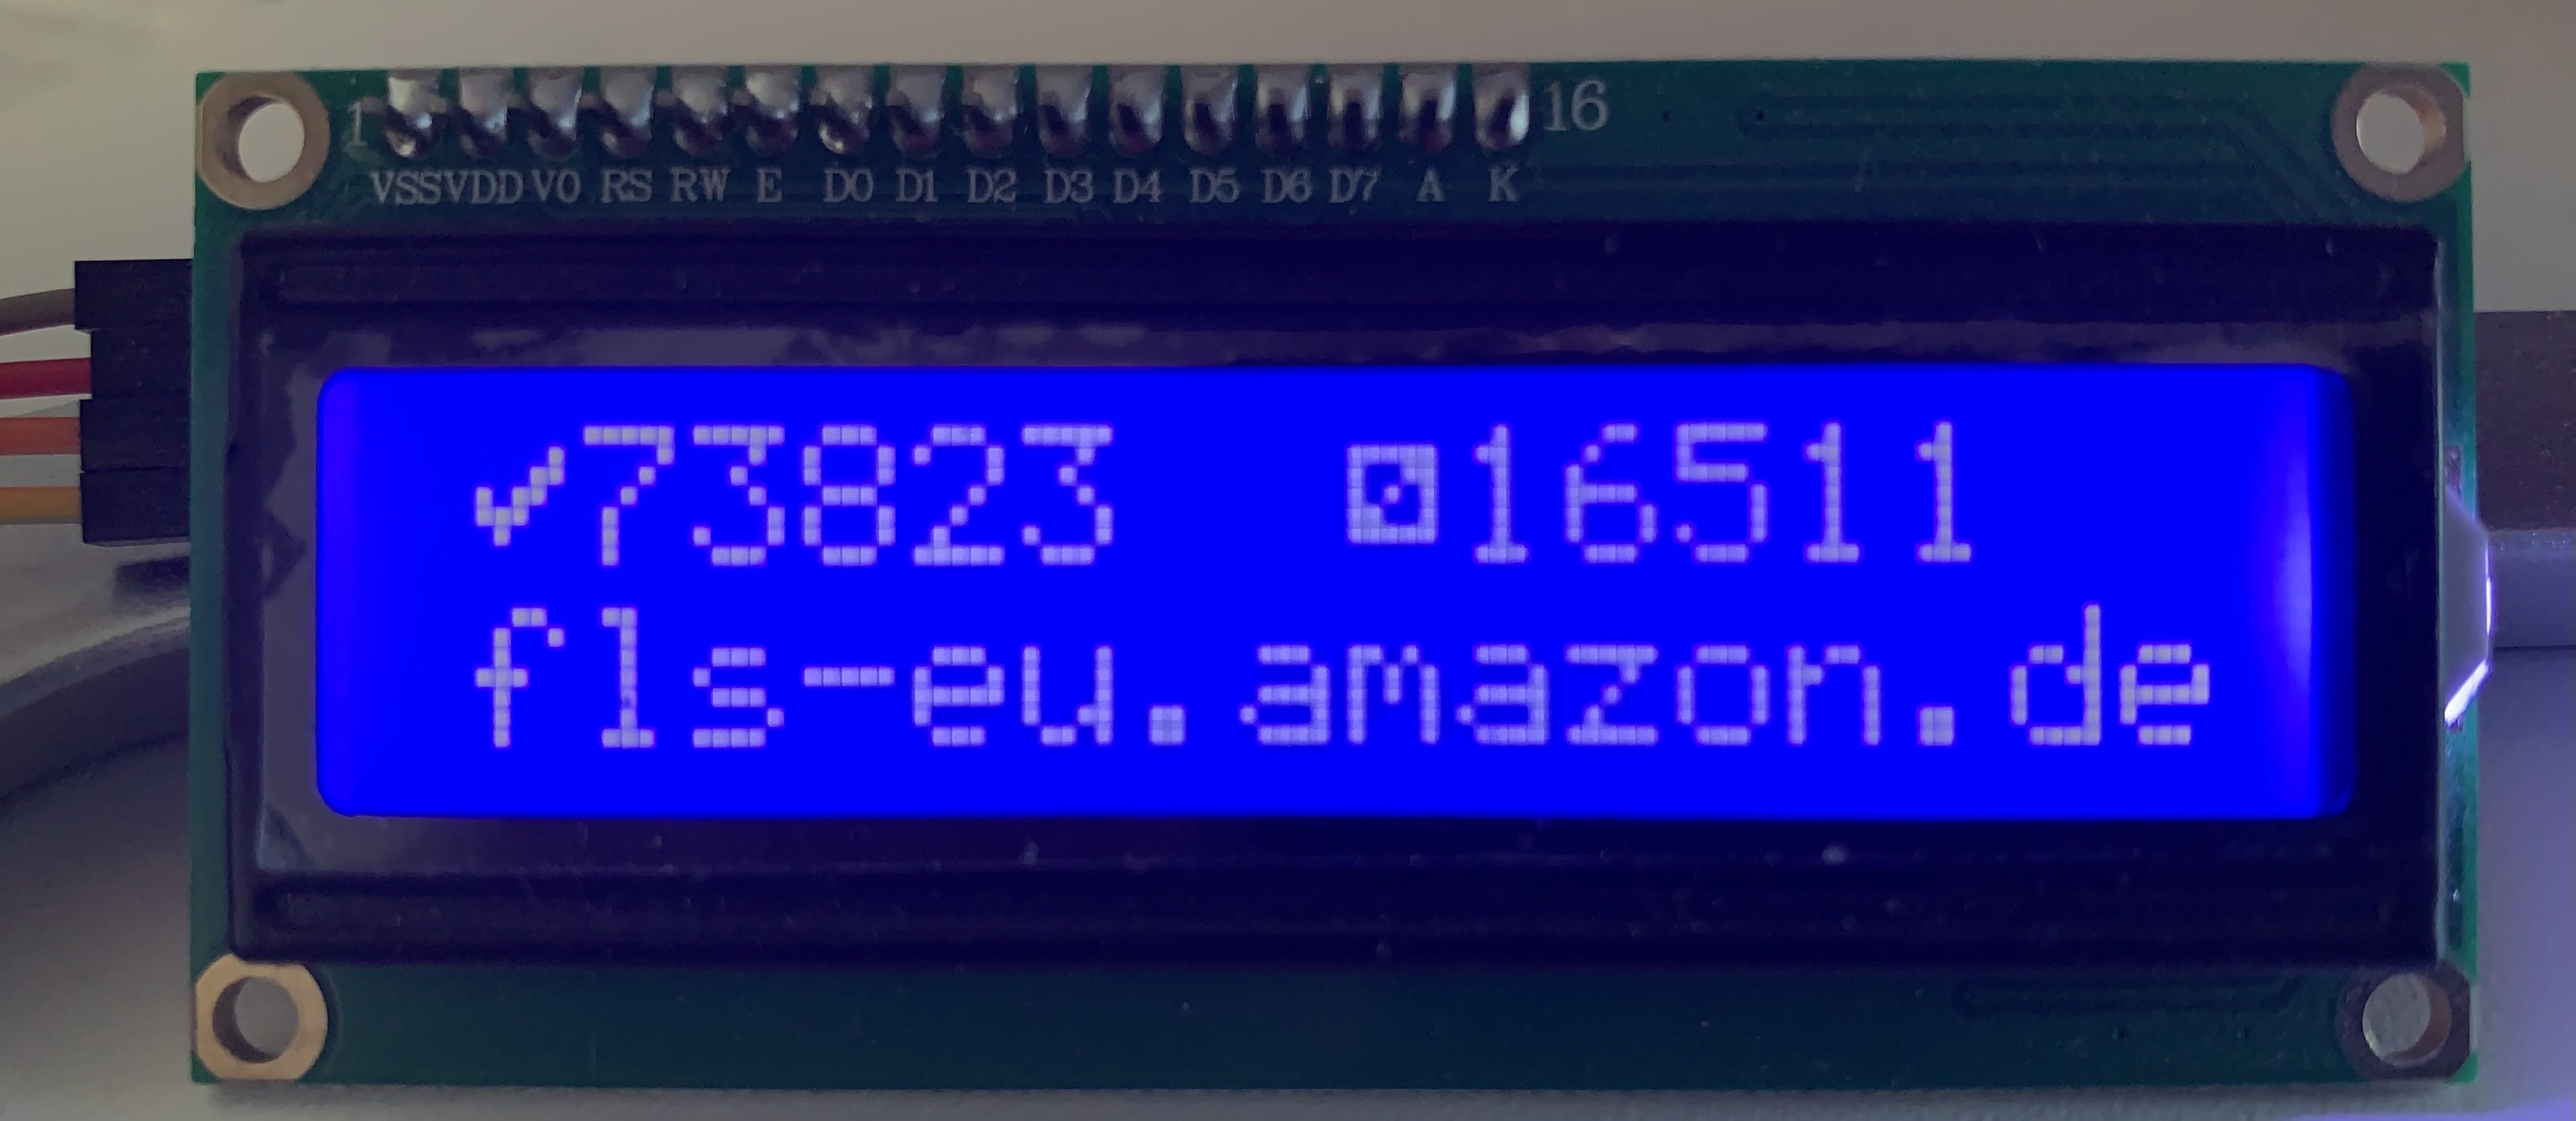 1 16
VSS VDD V0 RS RW E D0 D1 D2 D3 D4 D5 D6 D7 A K
✓73823 16511
fls-eu.amazon.de